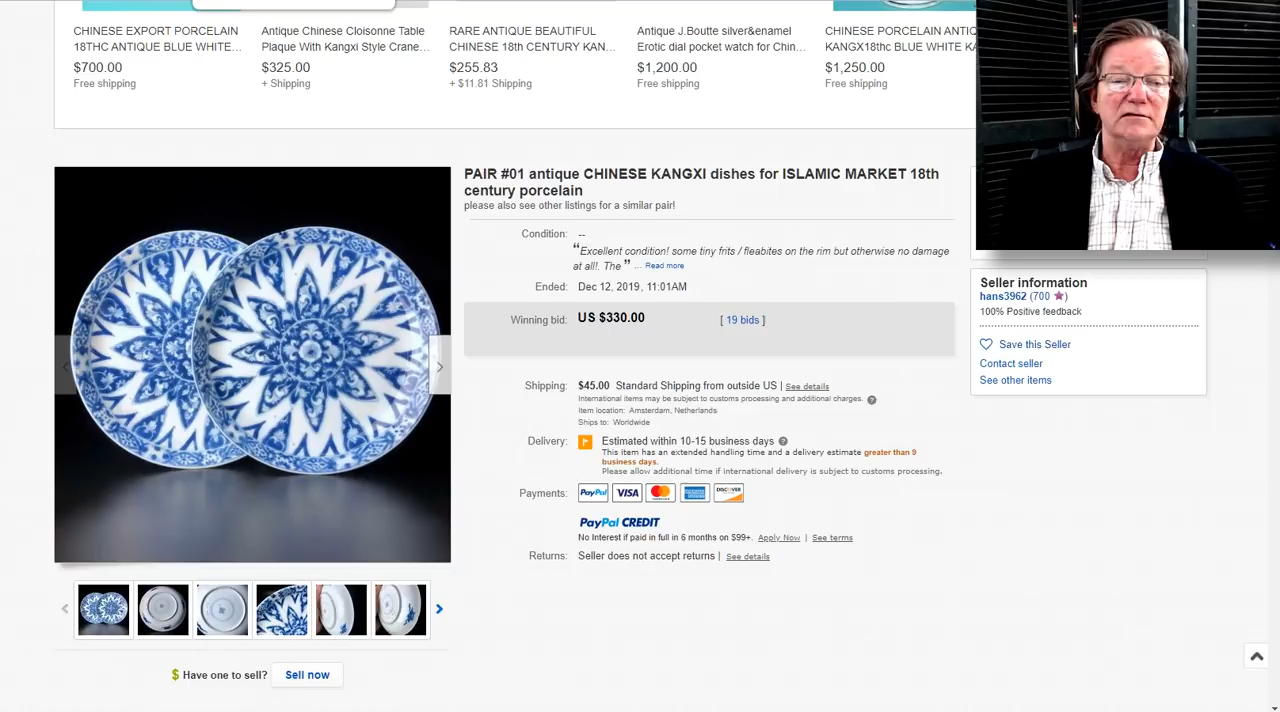 CHINESE EXPORT PORCELAIN
18THC ANTIQUE BLUE WHITE...
$700.00
Free shipping
Antique Chinese Cloisonne Table
Plaque With Kangxi Style Crane...
$325.00
+ Shipping
RARE ANTIQUE BEAUTIFUL
CHINESE 18th CENTURY KAN...
$255.83
+ $11.81 Shipping
Antique J.Boutte silver&enamel
Erotic dial pocket watch for Chin...
$1,200.00
Free shipping
CHINESE PORCELAIN ANTIQ
KANGX18thc BLUE WHITE KA
$1,250.00
Free shipping
PAIR #01 antique CHINESE KANGXI dishes for ISLAMIC MARKET 18th
century porcelain
please also see other listings for a similar pair!
Condition: --
“Excellent condition! some tiny frits / fleabites on the rim but otherwise no damage
at all!. The ” ... Read more
Ended: Dec 12, 2019 , 11:01AM
Winning bid: US $330.00 [ 19 bids ]
Shipping: $45.00 Standard Shipping from outside US | See details
International items may be subject to customs processing and additional charges. ?
Item location: Amsterdam, Netherlands
Ships to: Worldwide
Delivery: Estimated within 10-15 business days ?
This item has an extended handling time and a delivery estimate greater than 9
business days.
Please allow additional time if international delivery is subject to customs processing.
Payments: PayPal VISA MasterCard DISCOVER
PayPal CREDIT
No Interest if paid in full in 6 months on $99+. Apply Now | See terms
Returns: Seller does not accept returns | See details
Seller information
hans3962 (700 ★)
100% Positive feedback
Save this Seller
Contact seller
See other items
$ Have one to sell? Sell now